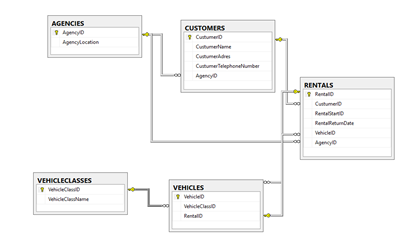 AGENCIES
AgencyID
AgencyLocation
CUSTOMERS
CustumerID
CustumerName
CustumerAdres
CustumerTelephoneNumber
AgencyID
RENTALS
RentalID
CustumerID
RentalStartID
RentalReturnDate
VehicleID
AgencyID
VEHICLECLASSES
VehicleClassID
VehicleClassName
VEHICLES
VehicleID
VehicleClassID
RentalID